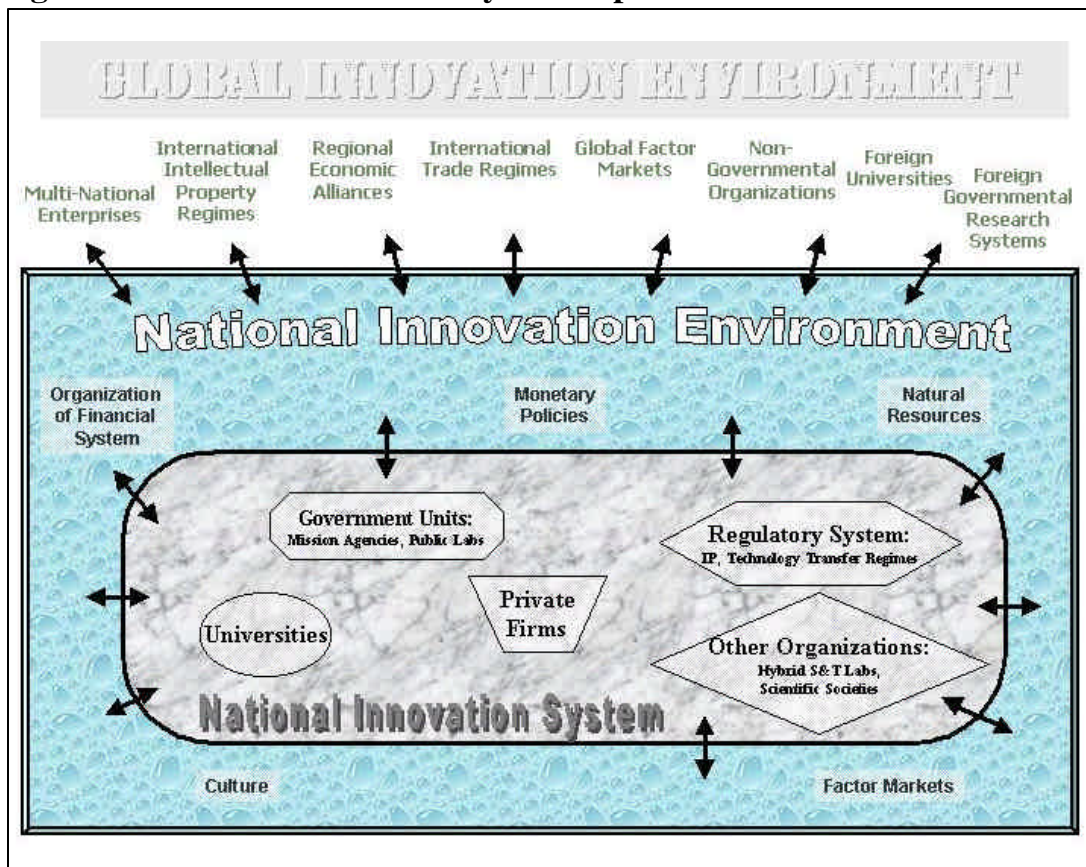 GLOBAL INNOVATION ENVIRONMENT
Multi-National
Enterprises
International
Intellectual
Property
Regimes
Regional
Economic
Alliances
International
Trade Regimes
Global Factor
Markets
Non-
Governmental
Organizations
Foreign
Universities
Foreign
Governmental
Research
Systems
National Innovation Environment
Organization
of Financial
System
Monetary
Policies
Natural
Resources
Government Units:
Mission Agencies, Public Labs
Regulatory System:
IP, Technology Transfer Regimes
Universities
Private
Firms
Other Organizations:
Hybrid S&T Labs,
Scientific Societies
National Innovation System
Culture
Factor Markets